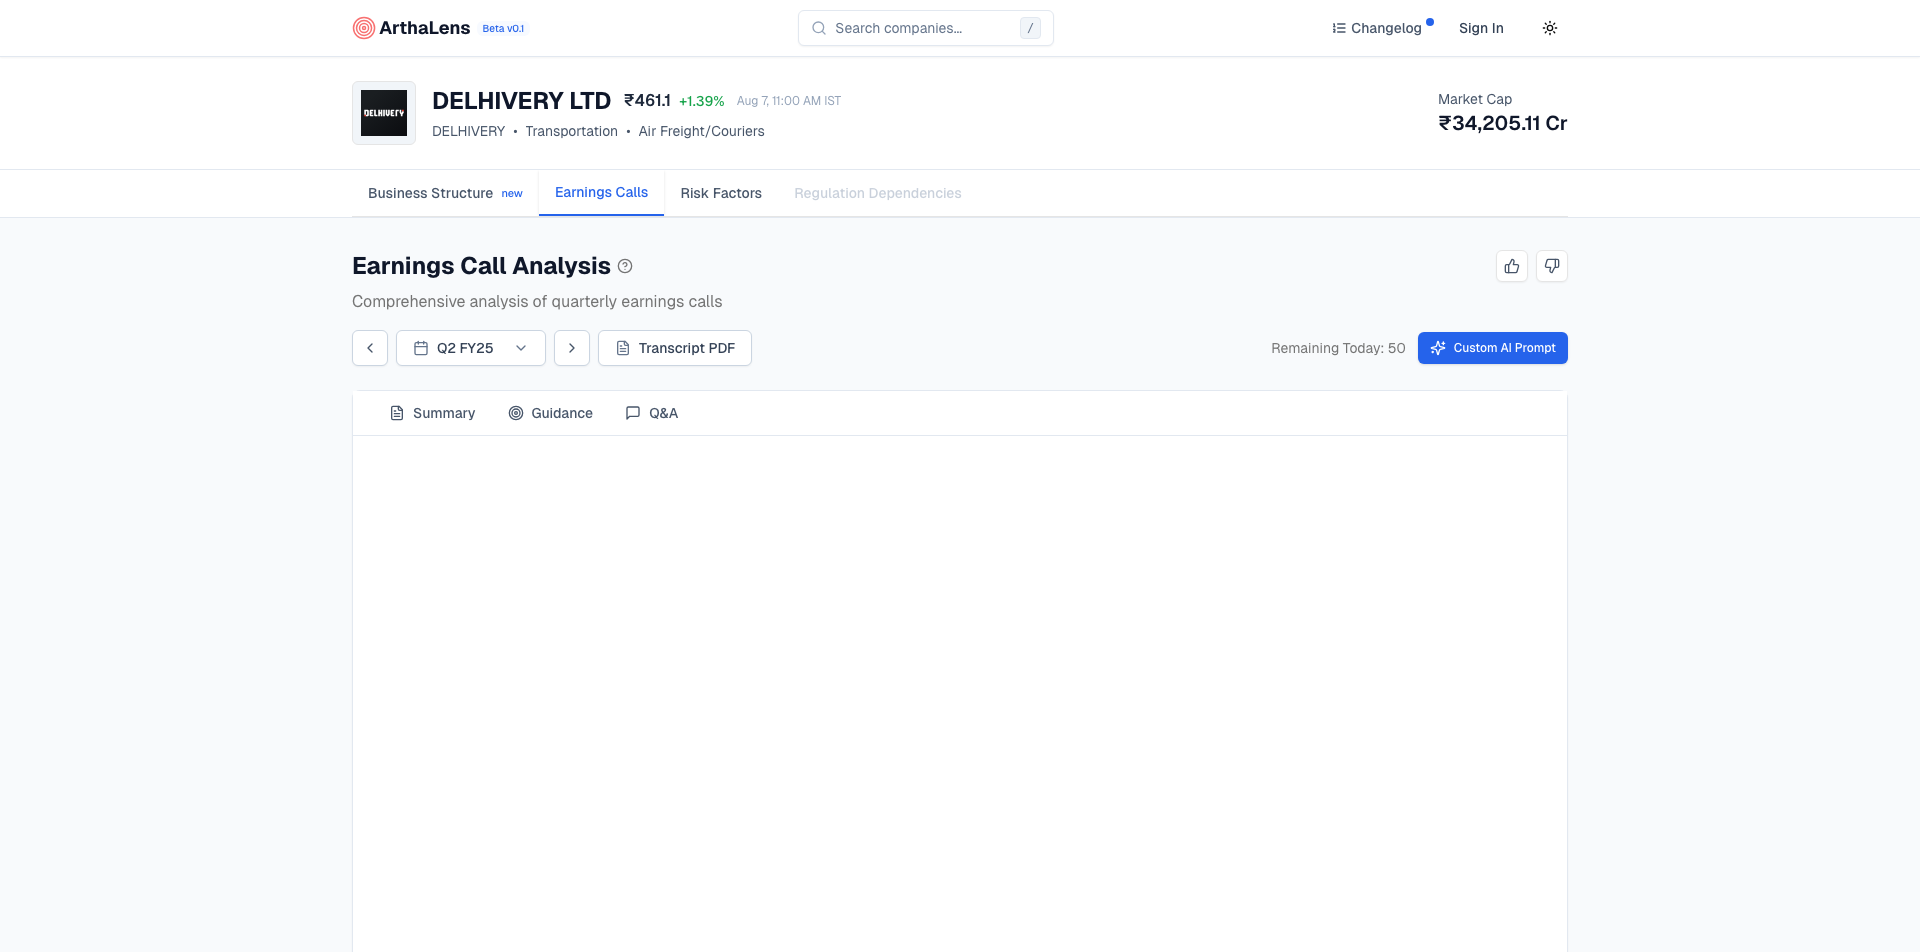 ArthaLens Beta v0.1
Search companies... /
Changelog
Sign In
DELHIVERY
DELHIVERY LTD ₹461.1 +1.39% Aug 7, 11:00 AM IST
DELHIVERY • Transportation • Air Freight/Couriers
Market Cap
₹34,205.11 Cr
Business Structure new
Earnings Calls
Risk Factors
Regulation Dependencies
Earnings Call Analysis
Comprehensive analysis of quarterly earnings calls
Q2 FY25
Transcript PDF
Remaining Today: 50
Custom AI Prompt
Summary
Guidance
Q&A